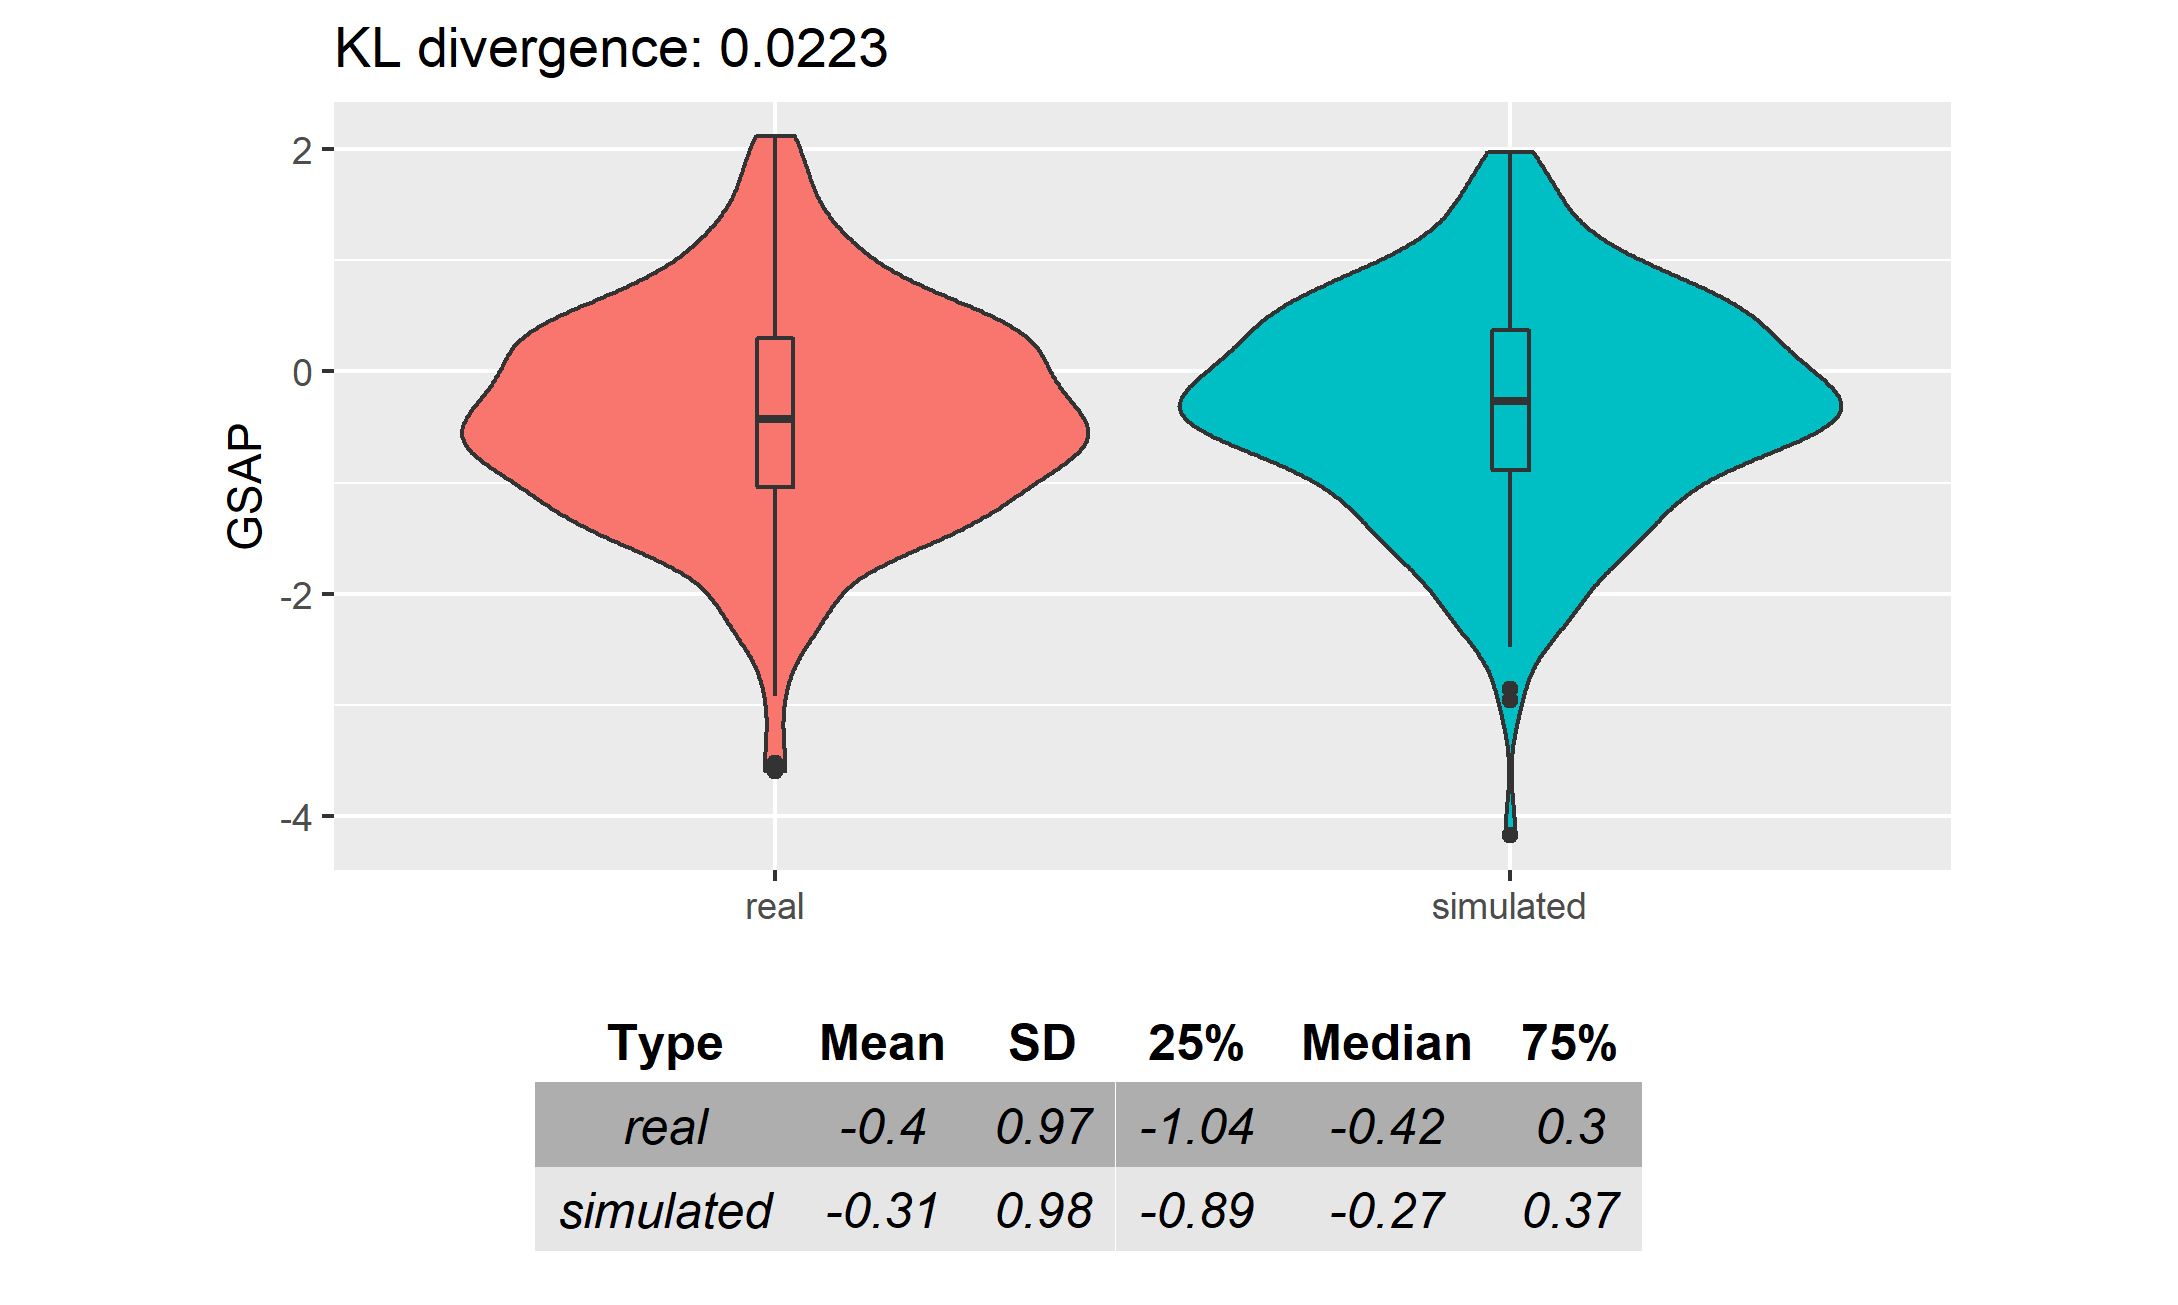 KL divergence: 0.0223
2
0
-2
-4
GSAP
real simulated
Type Mean SD 25% Median 75%
real -0.4 0.97 -1.04 -0.42 0.3
simulated -0.31 0.98 -0.89 -0.27 0.37